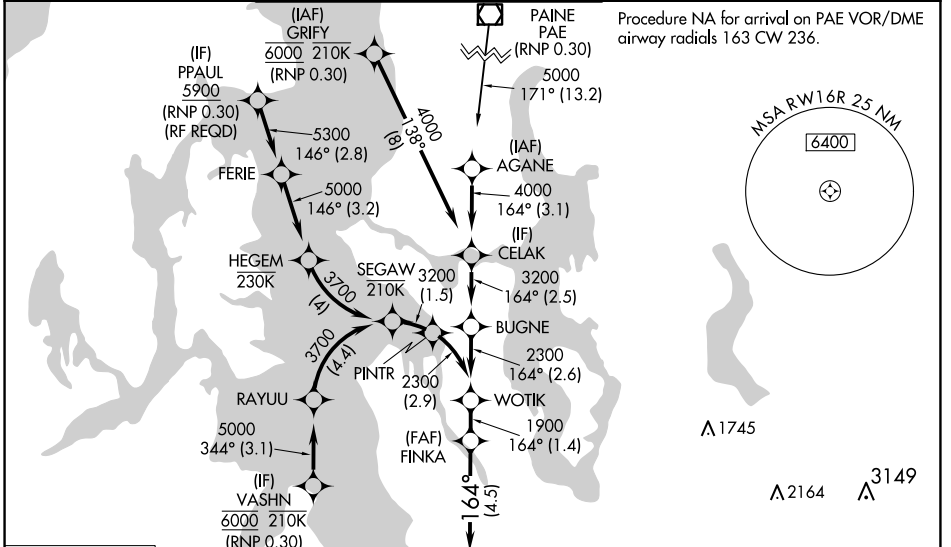 (IAF)
GRIFY
6000 210K
(RNP 0.30)
PAINE
PAE
(RNP 0.30)
5000
171° (13.2)
Procedure NA for arrival on PAE VOR/DME
airway radials 163 CW 236.
MSA RW16R 25 NM
6400
(IF)
PPAUL
5900
(RNP 0.30)
(RF REQD)
5300
146° (2.8)
FERIE
5000
146° (3.2)
4000
138°
(8)
(IAF)
AGANE
4000
164° (3.1)
(IF)
CELAK
3200
164° (2.5)
HEGEM
230K
3700
(4)
SEGAW
210K
3200
(1.5)
BUGNE
2300
164° (2.6)
PINTR
2300
(2.9)
3700
(4.4)
RAYUU
WOTIK
1900
164° (1.4)
(FAF)
FINKA
5000
344° (3.1)
(IF)
VASHN
6000 210K
(RNP 0.30)
164°
(4.5)
1745
2164
3149